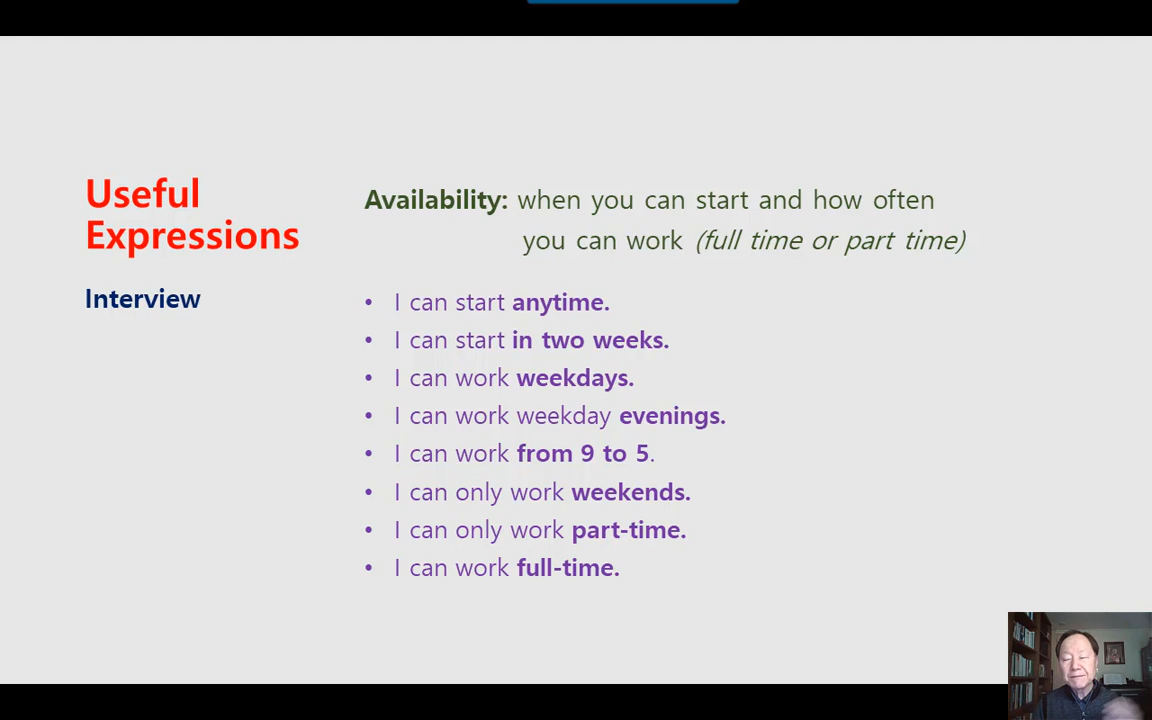 Useful
Expressions
Interview
Availability: when you can start and how often
you can work (full time or part time)
• I can start anytime.
• I can start in two weeks.
• I can work weekdays.
• I can work weekday evenings.
• I can work from 9 to 5.
• I can only work weekends.
• I can only work part-time.
• I can work full-time.